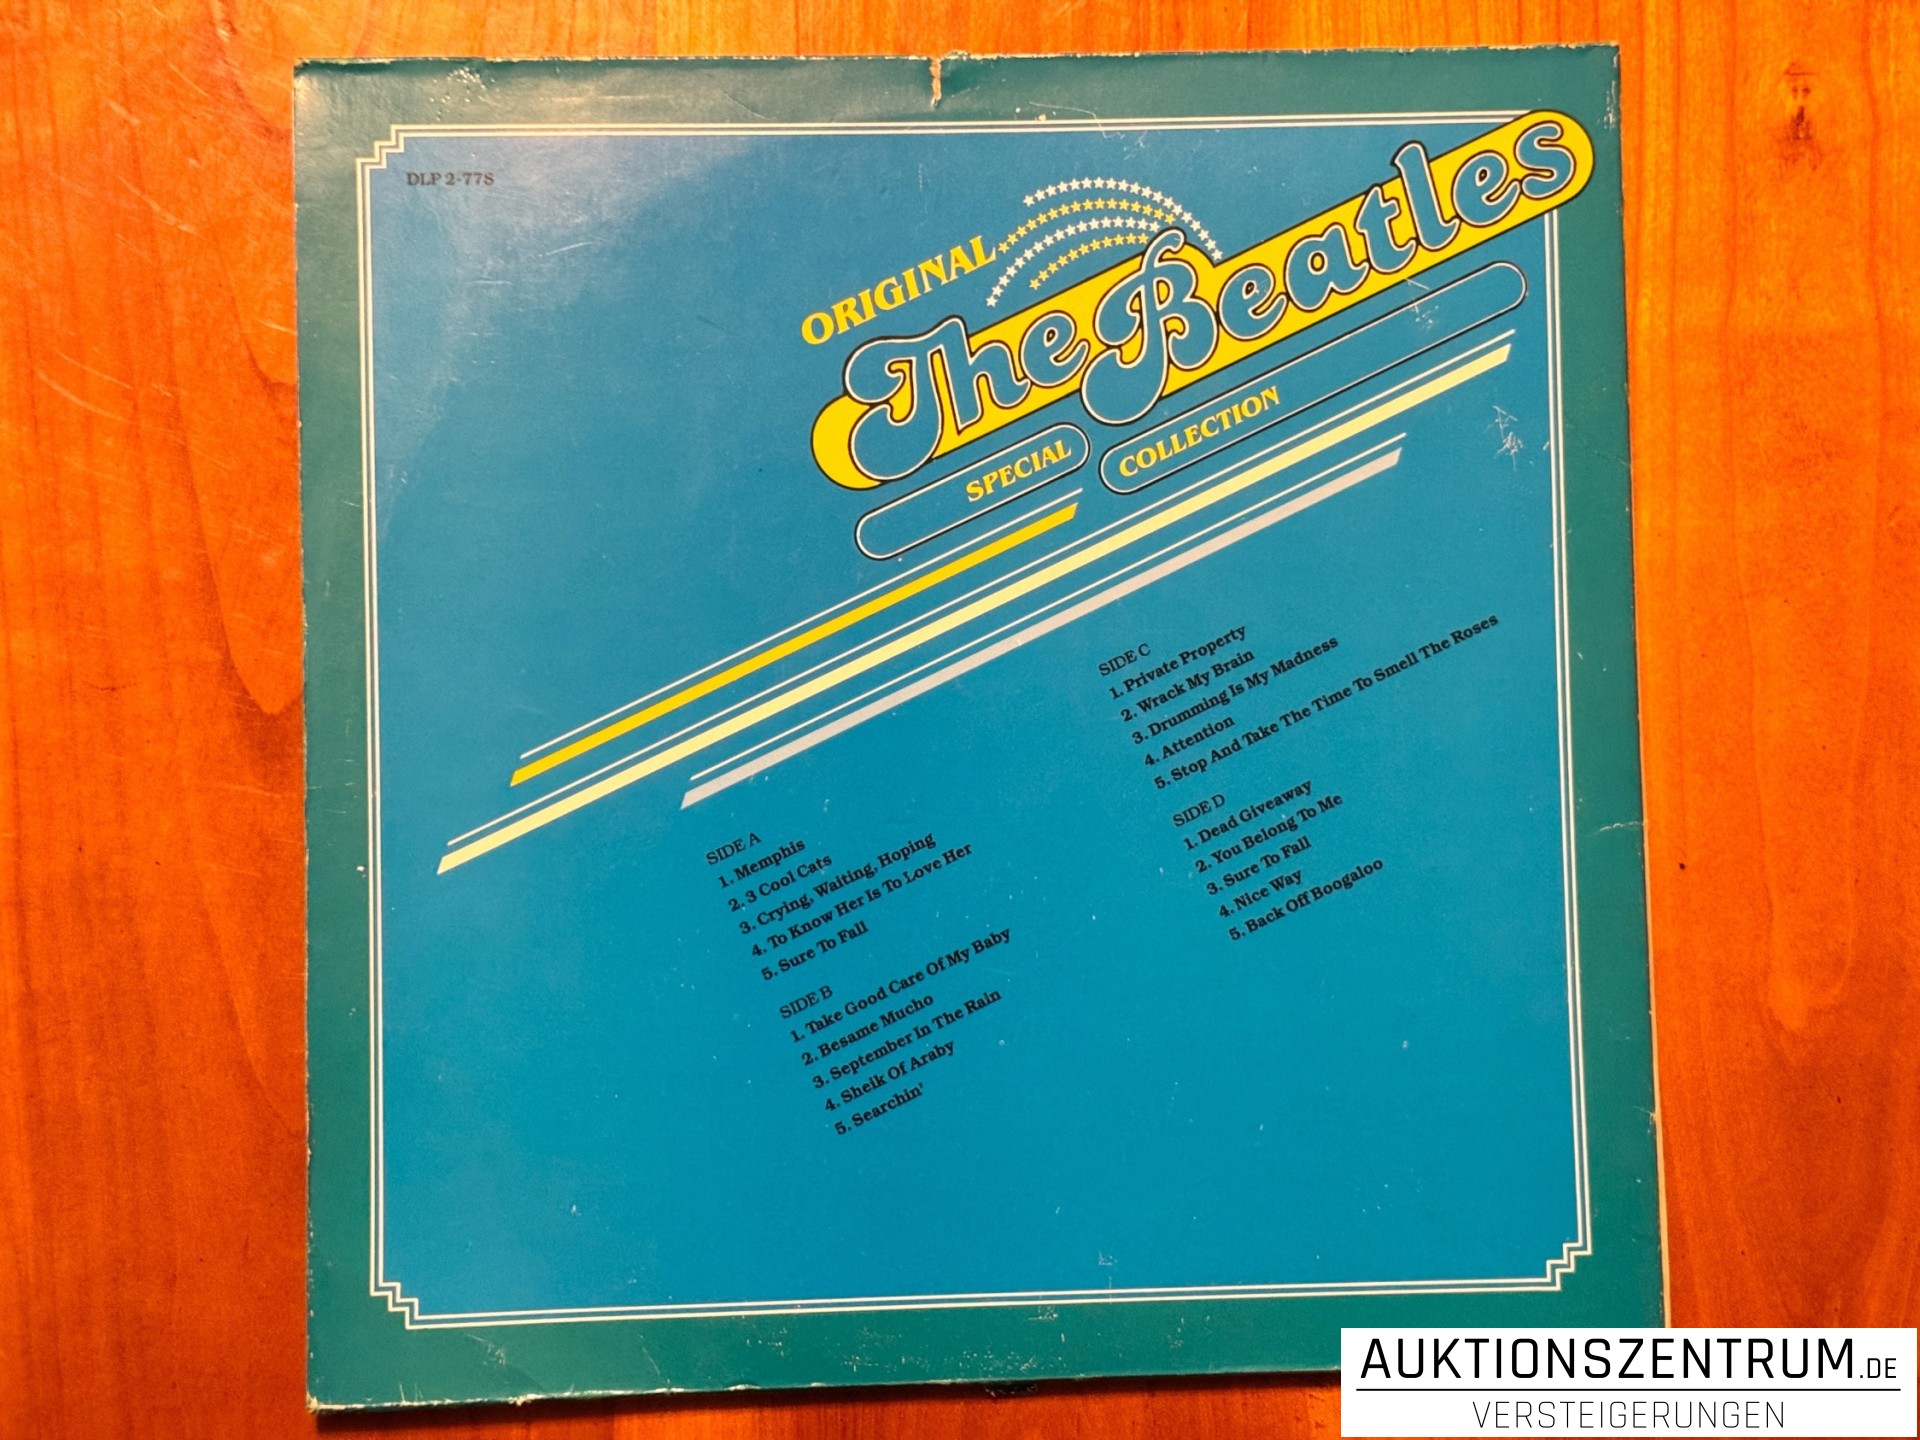 DLP 2-77S
ORIGINAL
The Beatles
SPECIAL COLLECTION
SIDE A
1. Memphis
2. 3 Cool Cats
3. Crying, Waiting, Hoping
4. To Know Her Is To Love Her
5. Sure To Fall
SIDE B
1. Take Good Care Of My Baby
2. Besame Mucho
3. September In The Rain
4. Sheik Of Araby
5. Searchin'
SIDE C
1. Private Property
2. Wrack My Brain
3. Drumming Is My Madness
4. Attention
5. Stop And Take The Time To Smell The Roses
SIDE D
1. Dead Giveaway
2. You Belong To Me
3. Sure To Fall
4. Nice Way
5. Back Off Boogaloo
AUKTIONSZENTRUM.DE
VERSTEIGERUNGEN